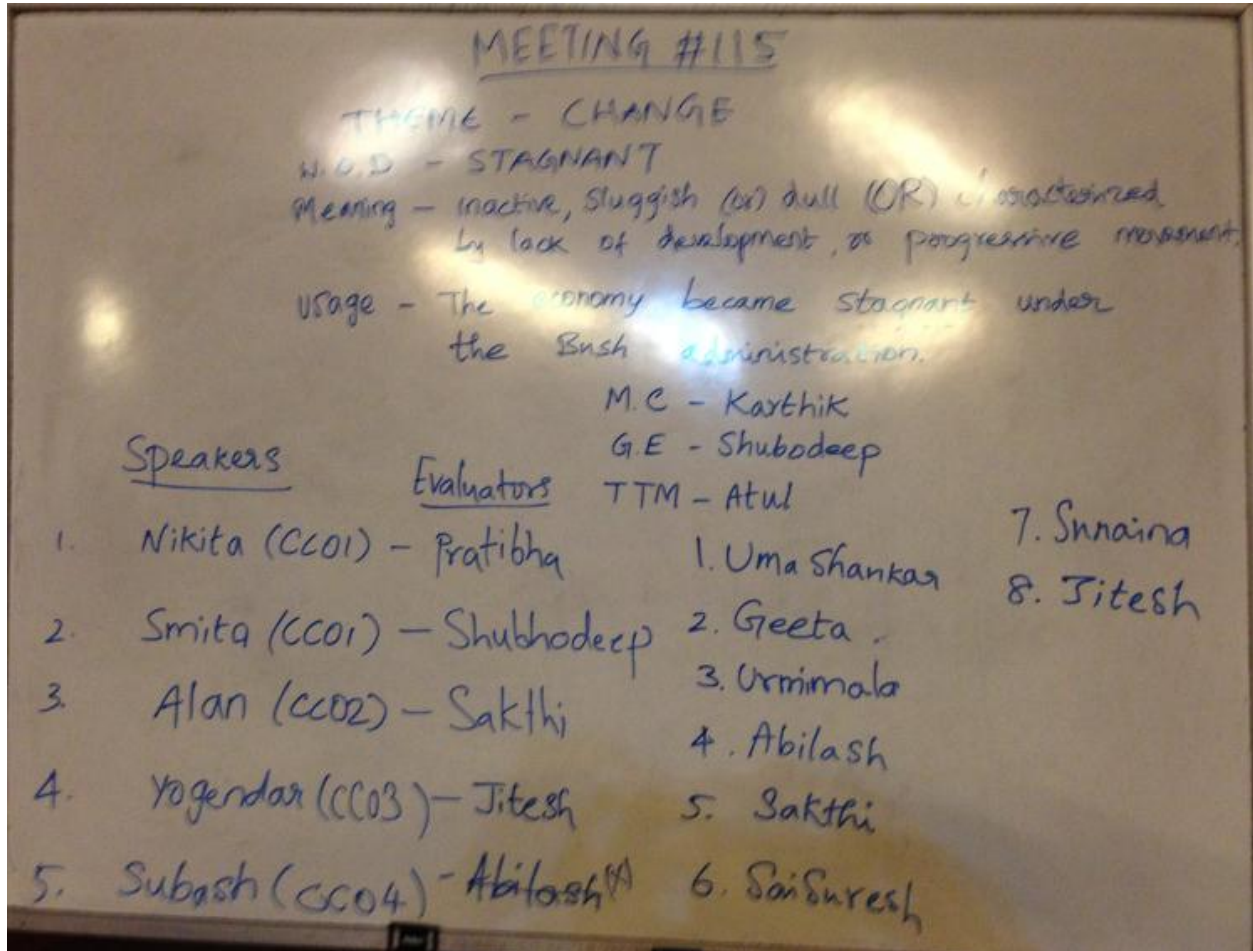 MEETING #115
THEME - CHANGE
W.O.D - STAGNANT
Meaning - inactive, Sluggish (or) dull (OR) characterized
by lack of development, or progressive movement.
Usage - The economy became stagnant under
the Bush administration.
M.C - Karthik
G.E - Shubodeep
TTM - Atul
Speakers Evaluators
1. Nikita (CC01) - Pratibha
2. Smita (CC01) - Shubhodeep
3. Alan (CC02) - Sakthi
4. Yogendar (CC03) - Jitesh
5. Subash (CC04) - Abilash (A)
1. Uma Shankar
2. Geeta.
3. Urmimala
4. Abilash
5. Sakthi
6. SaiSuresh
7. Sunaina
8. Jitesh